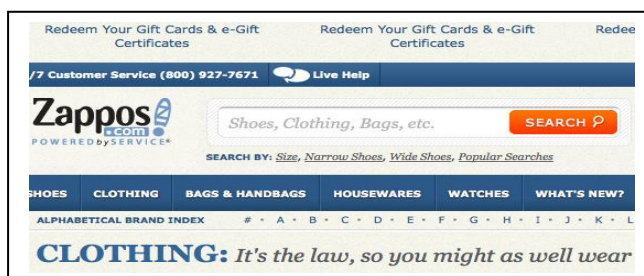 Redeem Your Gift Cards & e-Gift Certificates Redeem Your Gift Cards & e-Gift Certificates Redee
/7 Customer Service (800) 927-7671 Live Help
Zappos
.com
POWERED by SERVICE®
Shoes, Clothing, Bags, etc. SEARCH
SEARCH BY: Size, Narrow Shoes, Wide Shoes, Popular Searches
SHOES CLOTHING BAGS & HANDBAGS HOUSEWARES WATCHES WHAT'S NEW?
ALPHABETICAL BRAND INDEX # • A • B • C • D • E • F • G • H • I • J • K • L
CLOTHING: It's the law, so you might as well wear